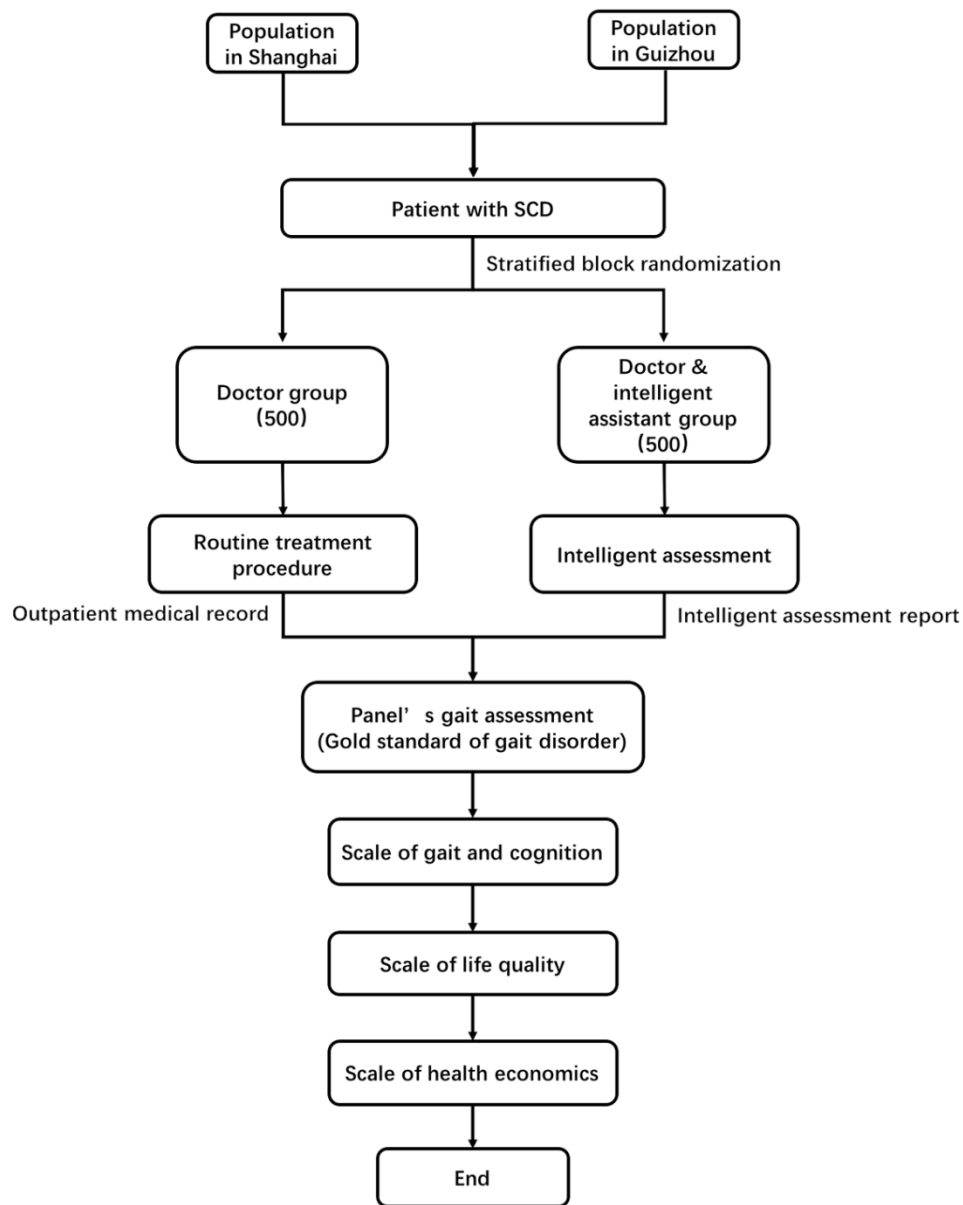 Population
in Shanghai
Population
in Guizhou
Patient with SCD
Stratified block randomization
Doctor group
(500)
Doctor &
intelligent
assistant group
(500)
Routine treatment
procedure
Intelligent assessment
Outpatient medical record
Intelligent assessment report
Panel’ s gait assessment
(Gold standard of gait disorder)
Scale of gait and cognition
Scale of life quality
Scale of health economics
End